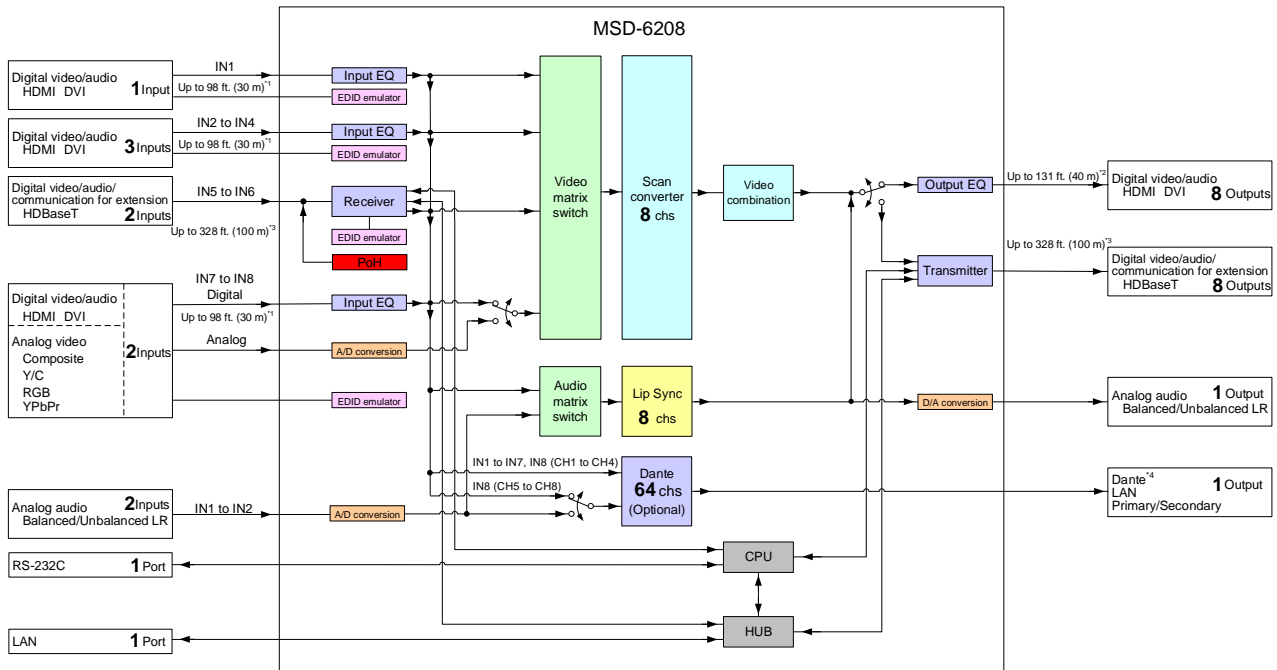 MSD-6208
Digital video/audio
HDMI DVI
1 Input
IN1
Up to 98 ft. (30 m)*1
Input EQ
EDID emulator
Digital video/audio
HDMI DVI
3 Inputs
IN2 to IN4
Up to 98 ft. (30 m)*1
Input EQ
EDID emulator
Digital video/audio/
communication for extension
HDBaseT
2 Inputs
IN5 to IN6
Up to 328 ft. (100 m)*3
Receiver
EDID emulator
PoH
Digital video/audio
HDMI DVI
Analog video
Composite
Y/C
RGB
YPbPr
2 Inputs
IN7 to IN8
Digital
Up to 98 ft. (30 m)*1
Analog
Input EQ
A/D conversion
EDID emulator
Video
matrix
switch
Scan
converter
8 chs
Video
combination
Output EQ
Up to 131 ft. (40 m)*2
Digital video/audio
HDMI DVI
8 Outputs
Transmitter
Up to 328 ft. (100 m)*3
Digital video/audio/
communication for extension
HDBaseT
8 Outputs
Audio
matrix
switch
Lip Sync
8 chs
D/A conversion
Analog audio
1 Output
Balanced/Unbalanced LR
IN1 to IN7, IN8 (CH1 to CH4)
IN8 (CH5 to CH8)
Dante
64 chs
(Optional)
Dante*4
LAN
Primary/Secondary
1 Output
Analog audio
2 Inputs
Balanced/Unbalanced LR
IN1 to IN2
A/D conversion
RS-232C
1 Port
CPU
LAN
1 Port
HUB